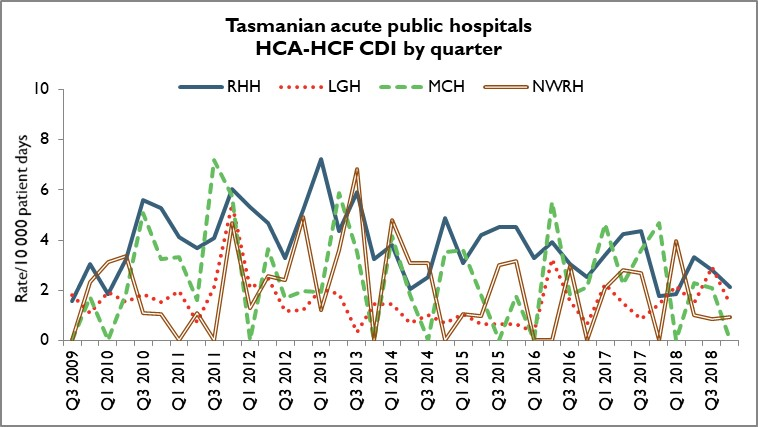 Tasmanian acute public hospitals
HCA-HCF CDI by quarter
RHH LGH MCH NWRH
Rate/10 000 patient days
10
8
6
4
2
0
Q3 2009
Q1 2010
Q3 2010
Q1 2011
Q3 2011
Q1 2012
Q3 2012
Q1 2013
Q3 2013
Q1 2014
Q3 2014
Q1 2015
Q3 2015
Q1 2016
Q3 2016
Q1 2017
Q3 2017
Q1 2018
Q3 2018